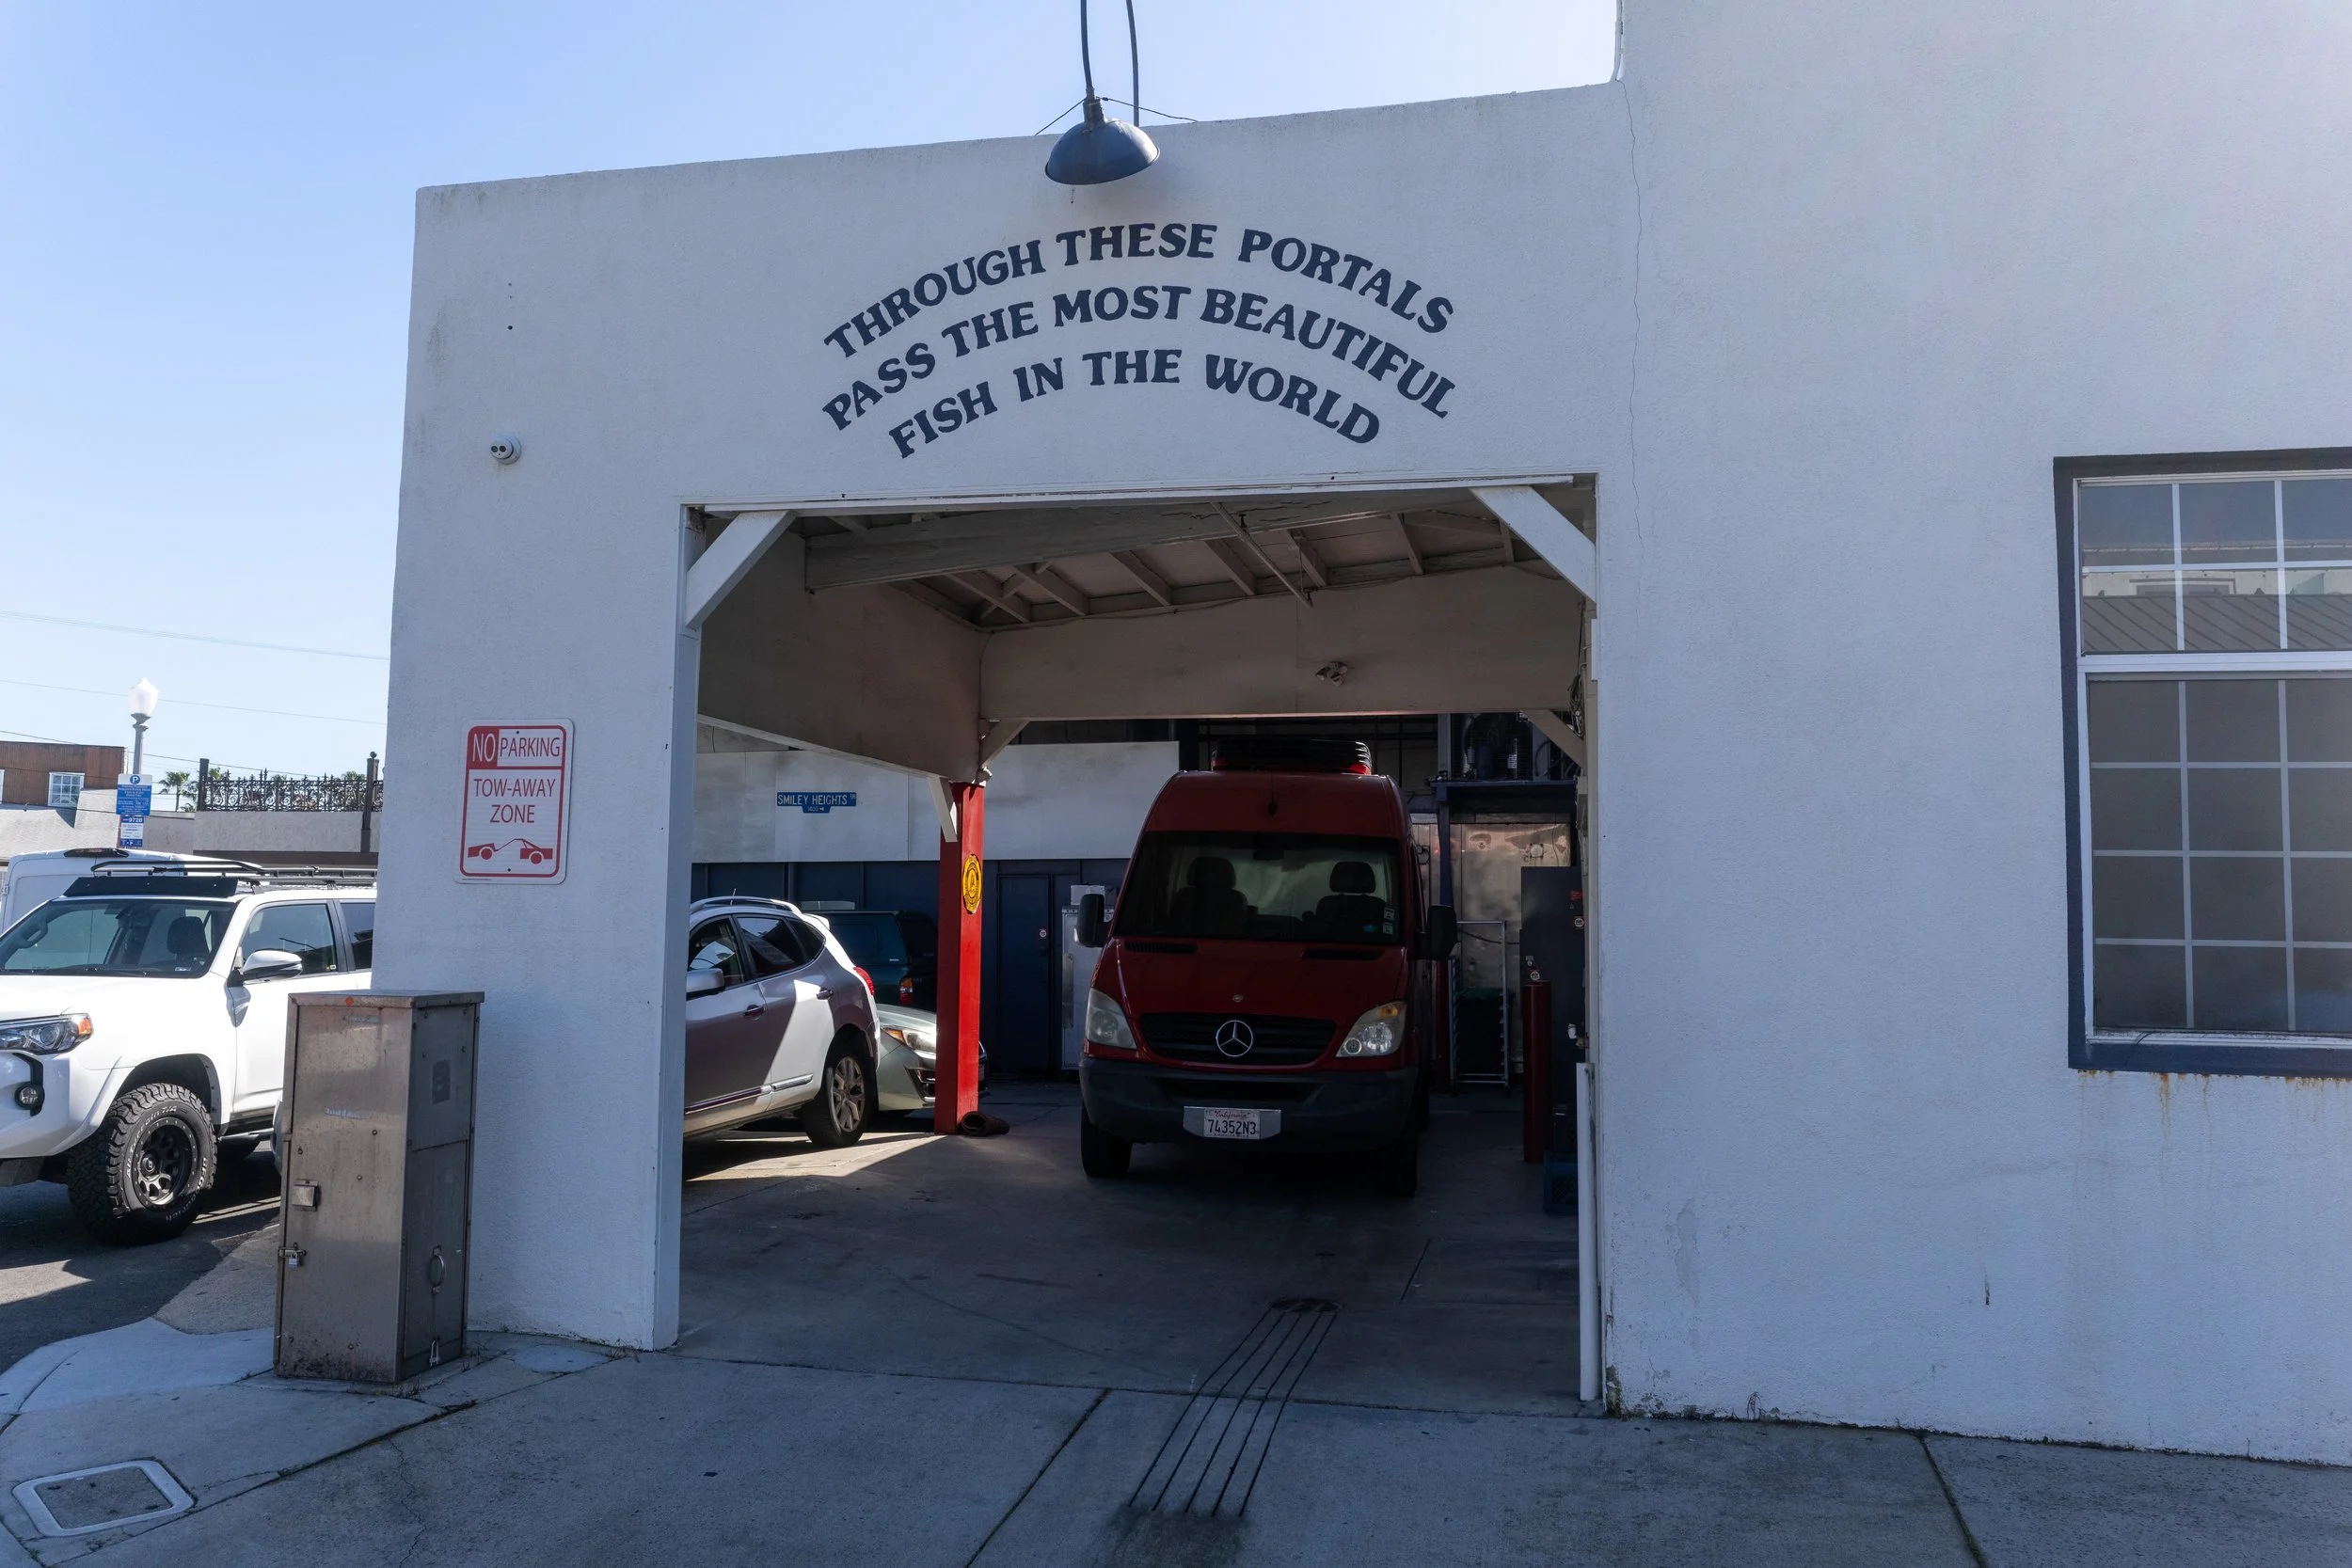 THROUGH THESE PORTALS
PASS THE MOST BEAUTIFUL
FISH IN THE WORLD
NO PARKING
TOW-AWAY
ZONE
SMILEY HEIGHTS
P
California
74352N3